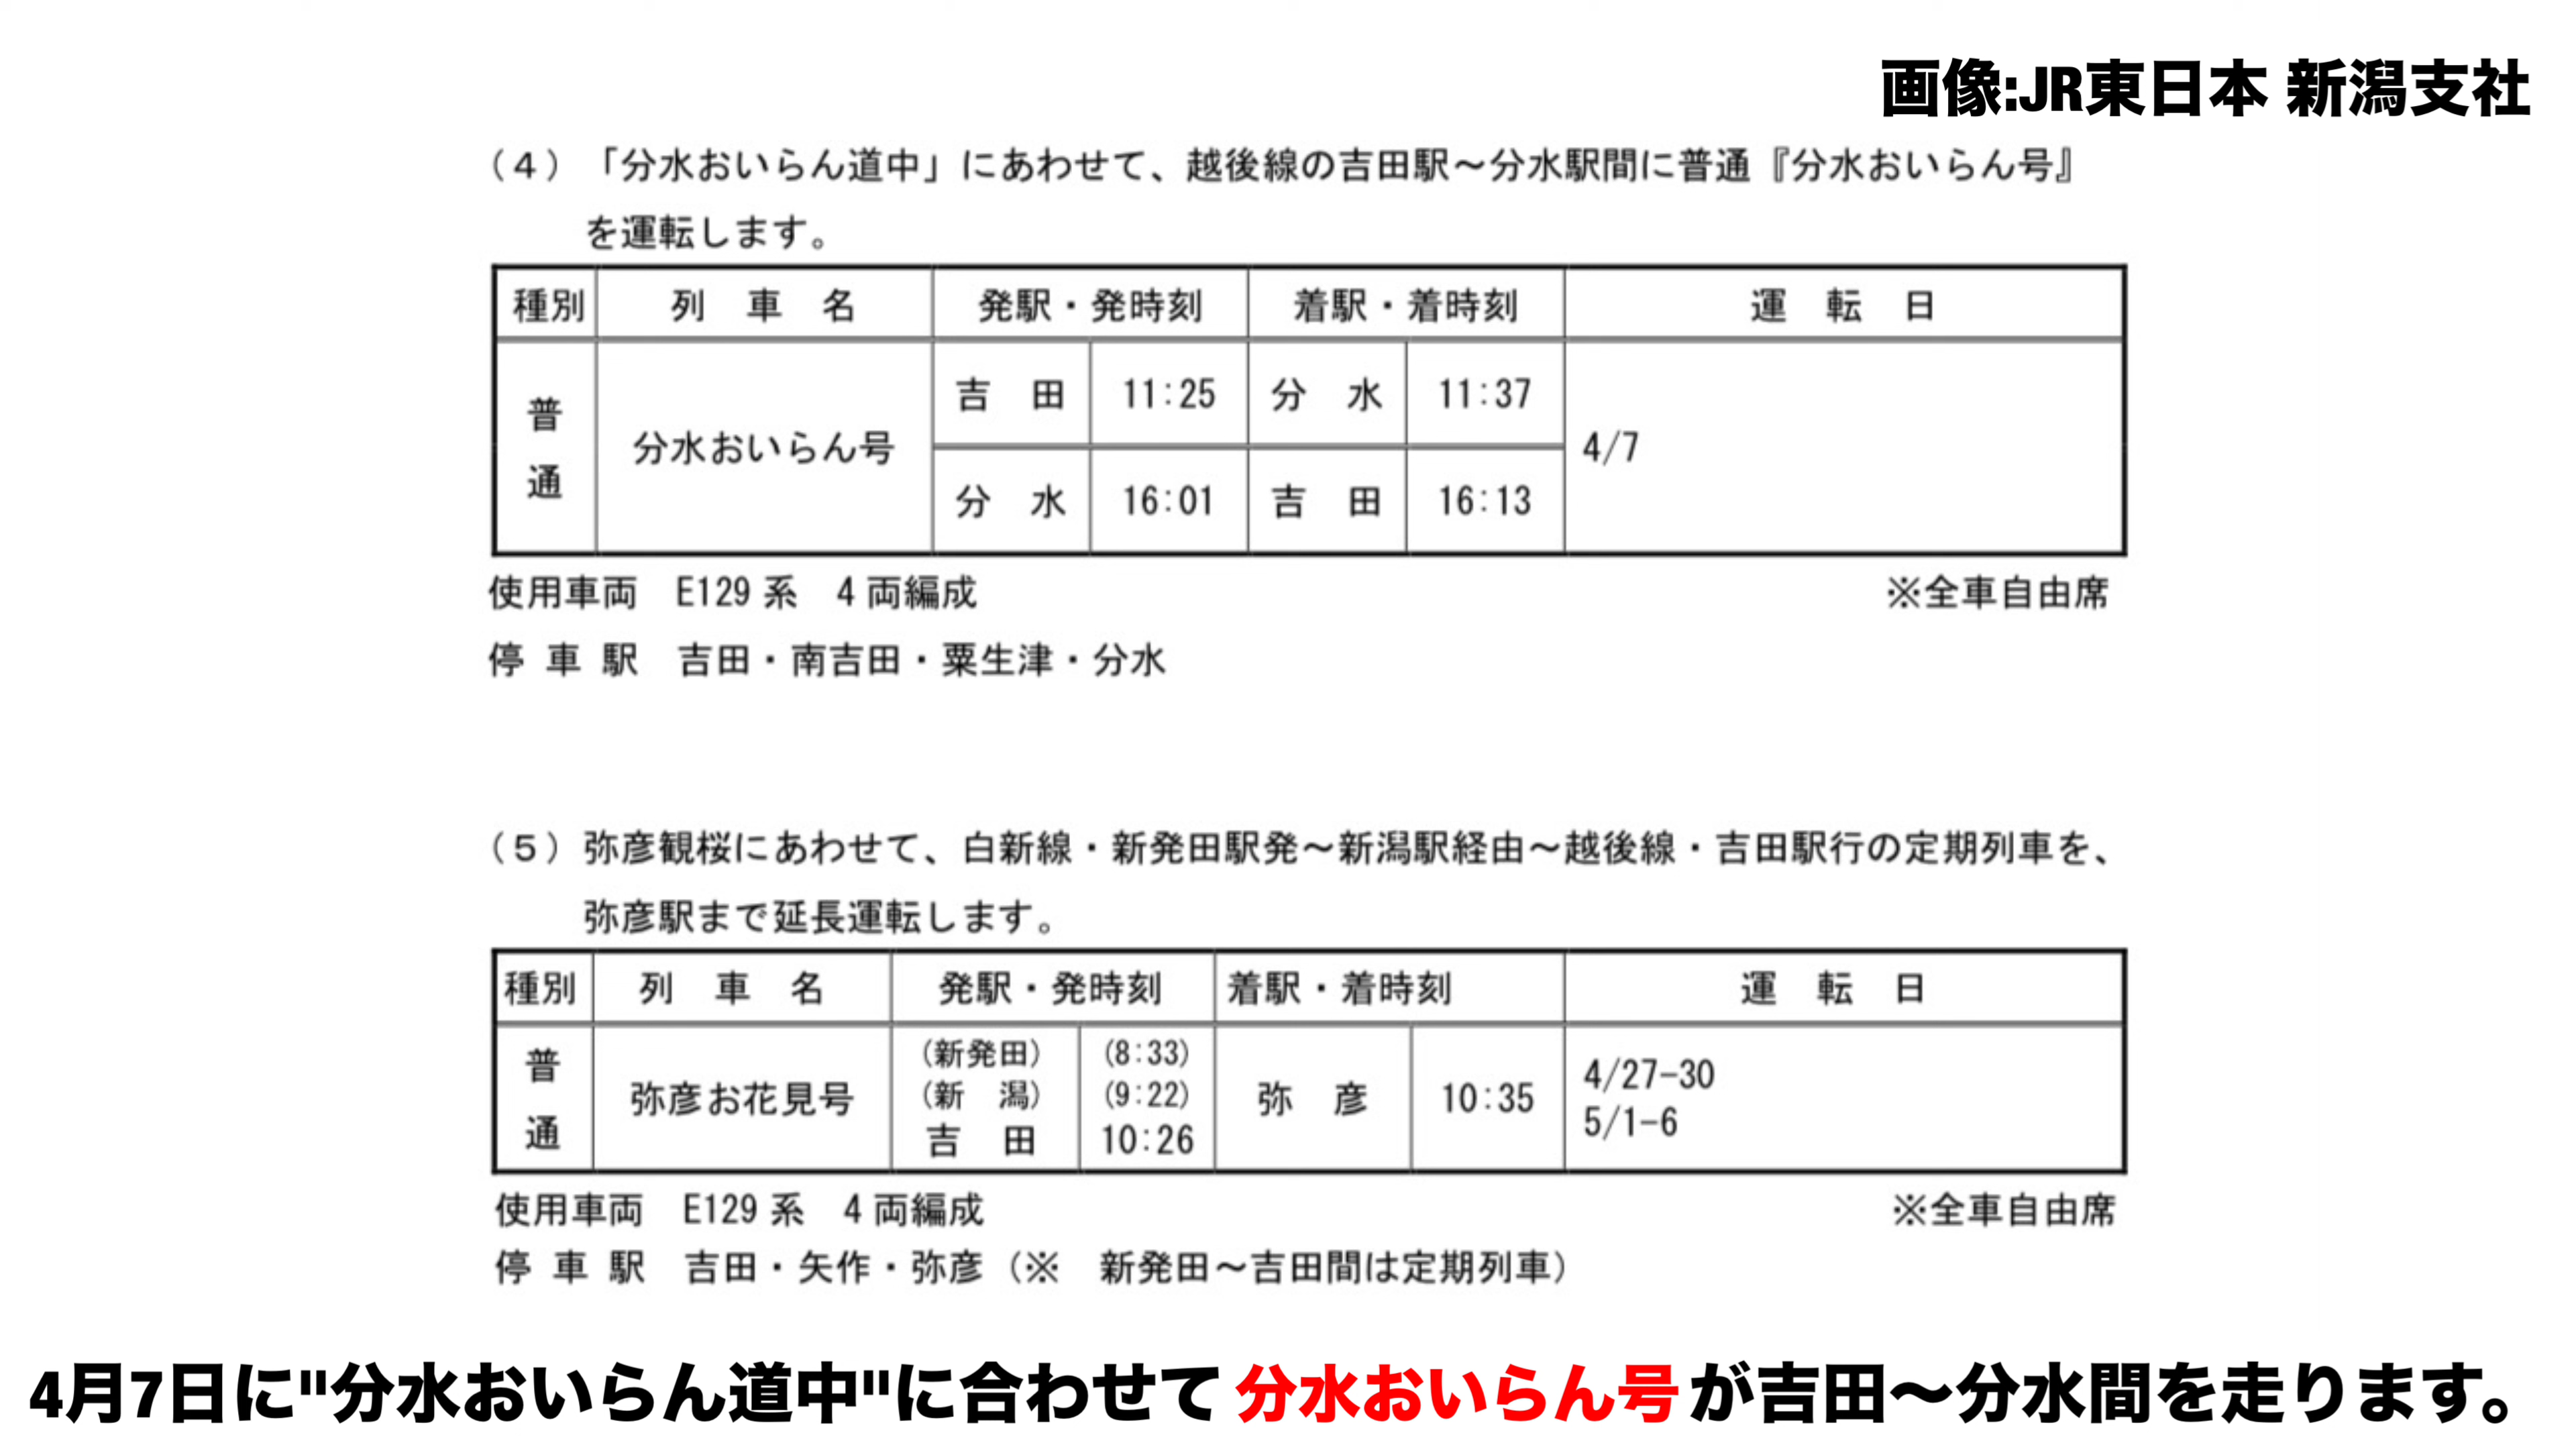 画像:JR東日本 新潟支社
（４）「分水おいらん道中」にあわせて、越後線の吉田駅～分水駅間に普通『分水おいらん号』
を運転します。
種別 列 車 名 発駅・発時刻 着駅・着時刻 運 転 日
普通 分水おいらん号 吉 田 11:25 分 水 11:37 4/7
分 水 16:01 吉 田 16:13
使用車両 E129 系 4 両編成 ※全車自由席
停 車 駅 吉田・南吉田・粟生津・分水
（５）弥彦観桜にあわせて、白新線・新発田駅発～新潟駅経由～越後線・吉田駅行の定期列車を、
弥彦駅まで延長運転します。
種別 列 車 名 発駅・発時刻 着駅・着時刻 運 転 日
普通 弥彦お花見号 (新発田) (8:33) 弥 彦 10:35 4/27-30
(新 潟) (9:22) 5/1-6
吉 田 10:26
使用車両 E129 系 4 両編成 ※全車自由席
停 車 駅 吉田・矢作・弥彦（※ 新発田～吉田間は定期列車）
4月7日に"分水おいらん道中"に合わせて 分水おいらん号 が吉田～分水間を走ります。